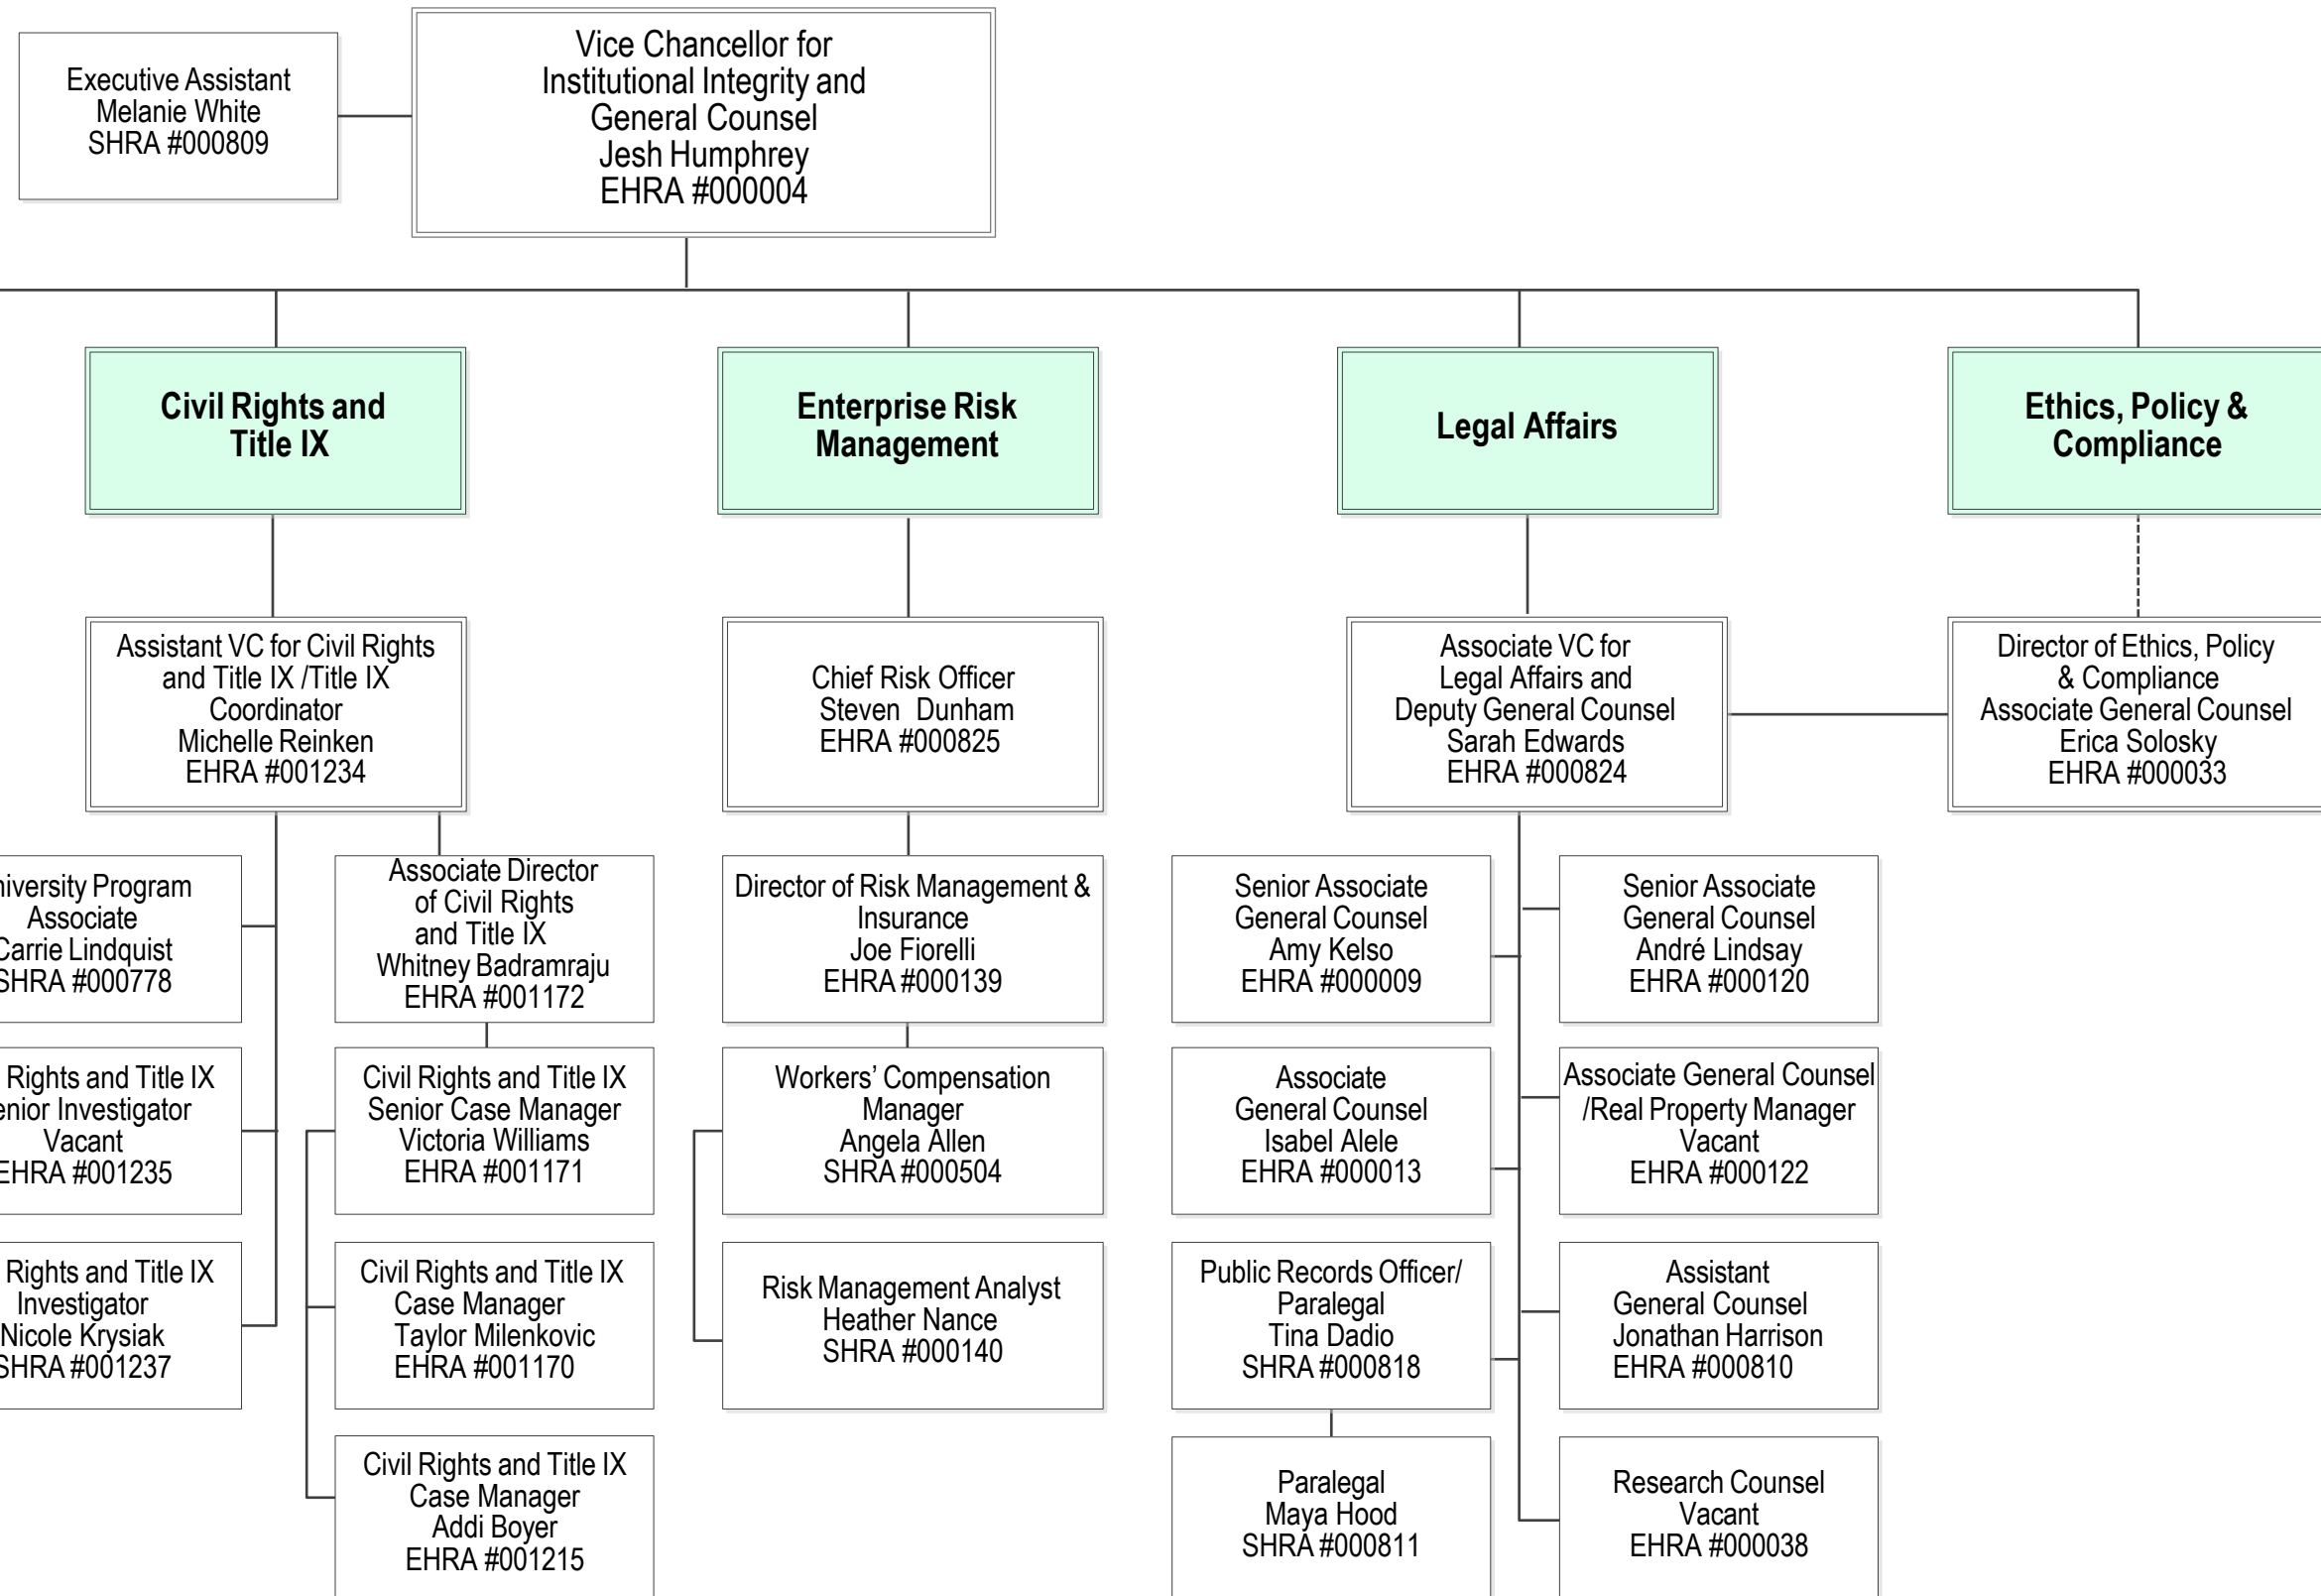 Executive Assistant
Melanie White
SHRA #000809
Vice Chancellor for
Institutional Integrity and
General Counsel
Jesh Humphrey
EHRA #000004
Civil Rights and
Title IX
Enterprise Risk
Management
Legal Affairs
Ethics, Policy &
Compliance
Assistant VC for Civil Rights
and Title IX /Title IX
Coordinator
Michelle Reinken
EHRA #001234
Chief Risk Officer
Steven Dunham
EHRA #000825
Associate VC for
Legal Affairs and
Deputy General Counsel
Sarah Edwards
EHRA #000824
Director of Ethics, Policy
& Compliance
Associate General Counsel
Erica Solosky
EHRA #000033
Program
Associate
Lindquist
#000778
Associate Director
of Civil Rights
and Title IX
Whitney Badramraju
EHRA #001172
Director of Risk Management &
Insurance
Joe Fiorelli
EHRA #000139
Senior Associate
General Counsel
Amy Kelso
EHRA #000009
Senior Associate
General Counsel
André Lindsay
EHRA #000120
Rights and Title IX
Investigator
Vacant
EHRA #001235
Civil Rights and Title IX
Senior Case Manager
Victoria Williams
EHRA #001171
Workers' Compensation
Manager
Angela Allen
SHRA #000504
Associate
General Counsel
Isabel Alele
EHRA #000013
Associate General Counsel
/Real Property Manager
Vacant
EHRA #000122
Rights and Title IX
Investigator
Nicole Krysiak
SHRA #001237
Civil Rights and Title IX
Case Manager
Taylor Milenkovic
EHRA #001170
Risk Management Analyst
Heather Nance
SHRA #000140
Public Records Officer/
Paralegal
Tina Dadio
SHRA #000818
Assistant
General Counsel
Jonathan Harrison
EHRA #000810
Civil Rights and Title IX
Case Manager
Addi Boyer
EHRA #001215
Paralegal
Maya Hood
SHRA #000811
Research Counsel
Vacant
EHRA #000038